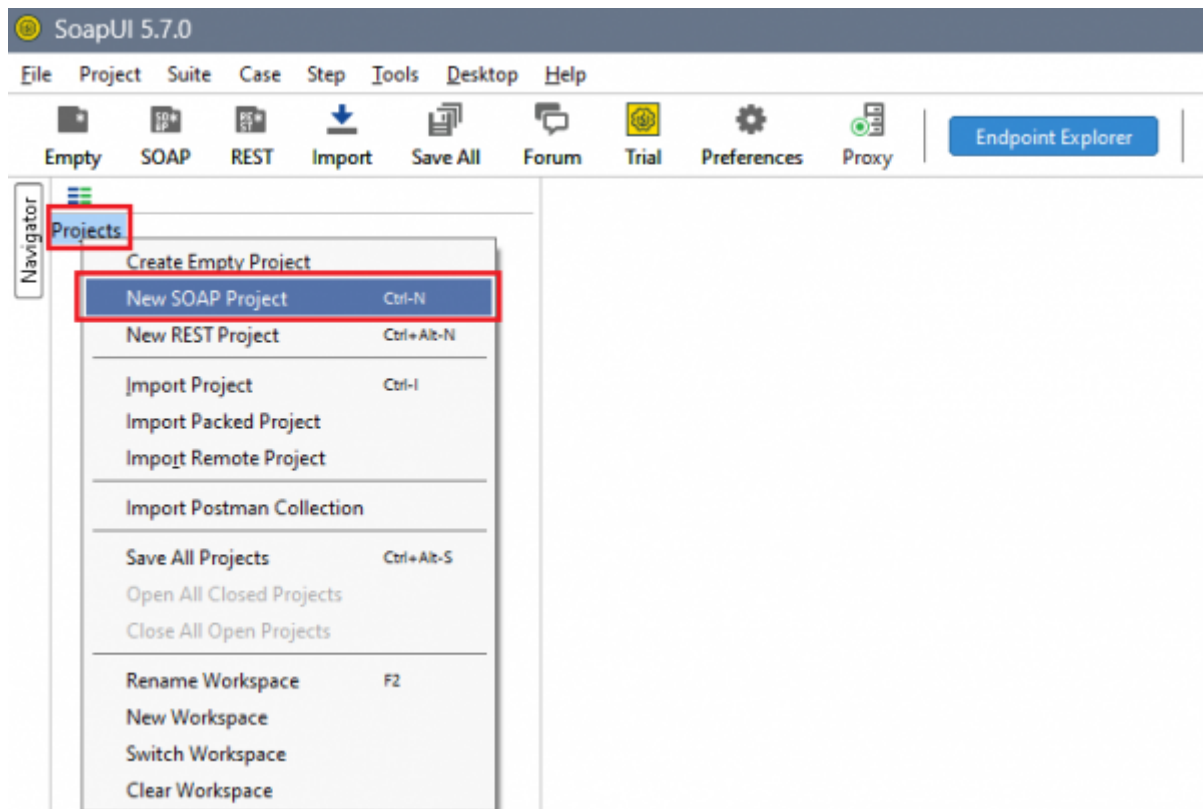 SoapUI 5.7.0
File Project Suite Case Step Tools Desktop Help
Empty SOAP REST Import Save All Forum Trial Preferences Proxy Endpoint Explorer
Navigator
Projects
Create Empty Project
New SOAP Project Ctrl-N
New REST Project Ctrl+Alt-N
Import Project Ctrl-I
Import Packed Project
Import Remote Project
Import Postman Collection
Save All Projects Ctrl+Alt-S
Open All Closed Projects
Close All Open Projects
Rename Workspace F2
New Workspace
Switch Workspace
Clear Workspace